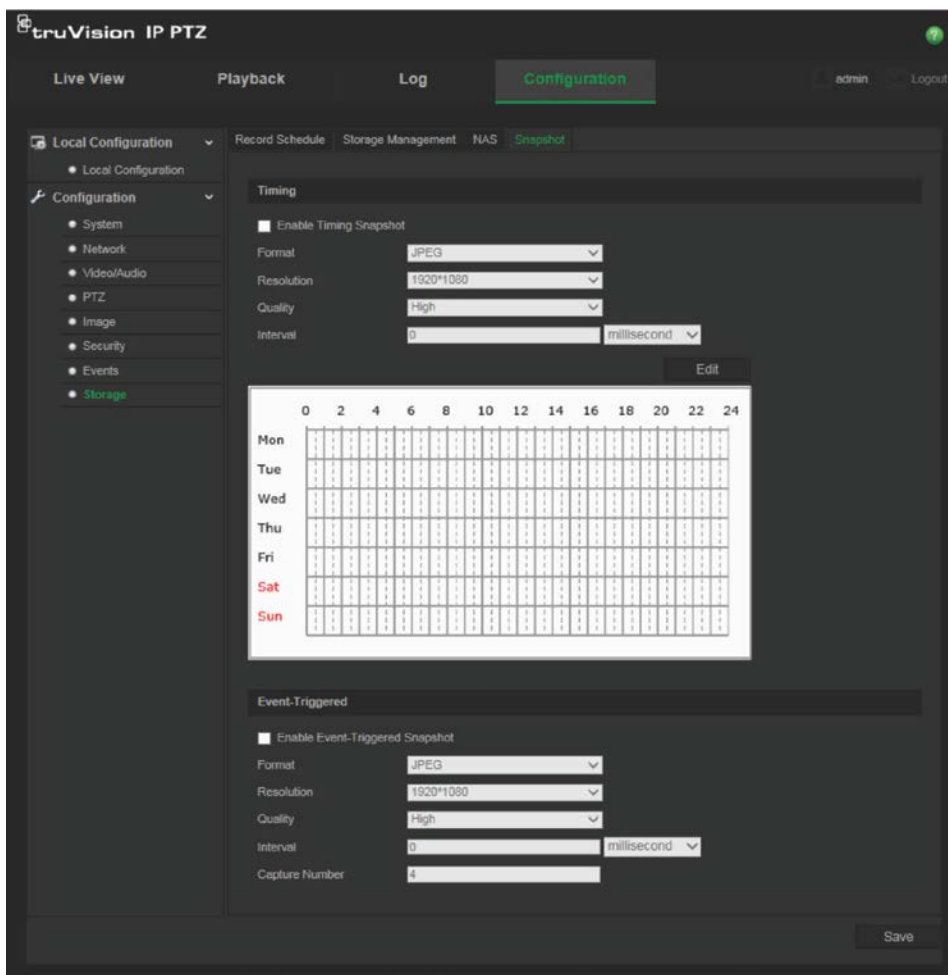 truVision IP PTZ
Live View Playback Log Configuration admin Logout
Local Configuration
Local Configuration
Configuration
System
Network
Video/Audio
PTZ
Image
Security
Events
Storage
Record Schedule Storage Management NAS Snapshot
Timing
Enable Timing Snapshot
Format JPEG
Resolution 1920*1080
Quality High
Interval 0 millisecond
Edit
0 2 4 6 8 10 12 14 16 18 20 22 24
Mon
Tue
Wed
Thu
Fri
Sat
Sun
Event-Triggered
Enable Event-Triggered Snapshot
Format JPEG
Resolution 1920*1080
Quality High
Interval 0 millisecond
Capture Number 4
Save